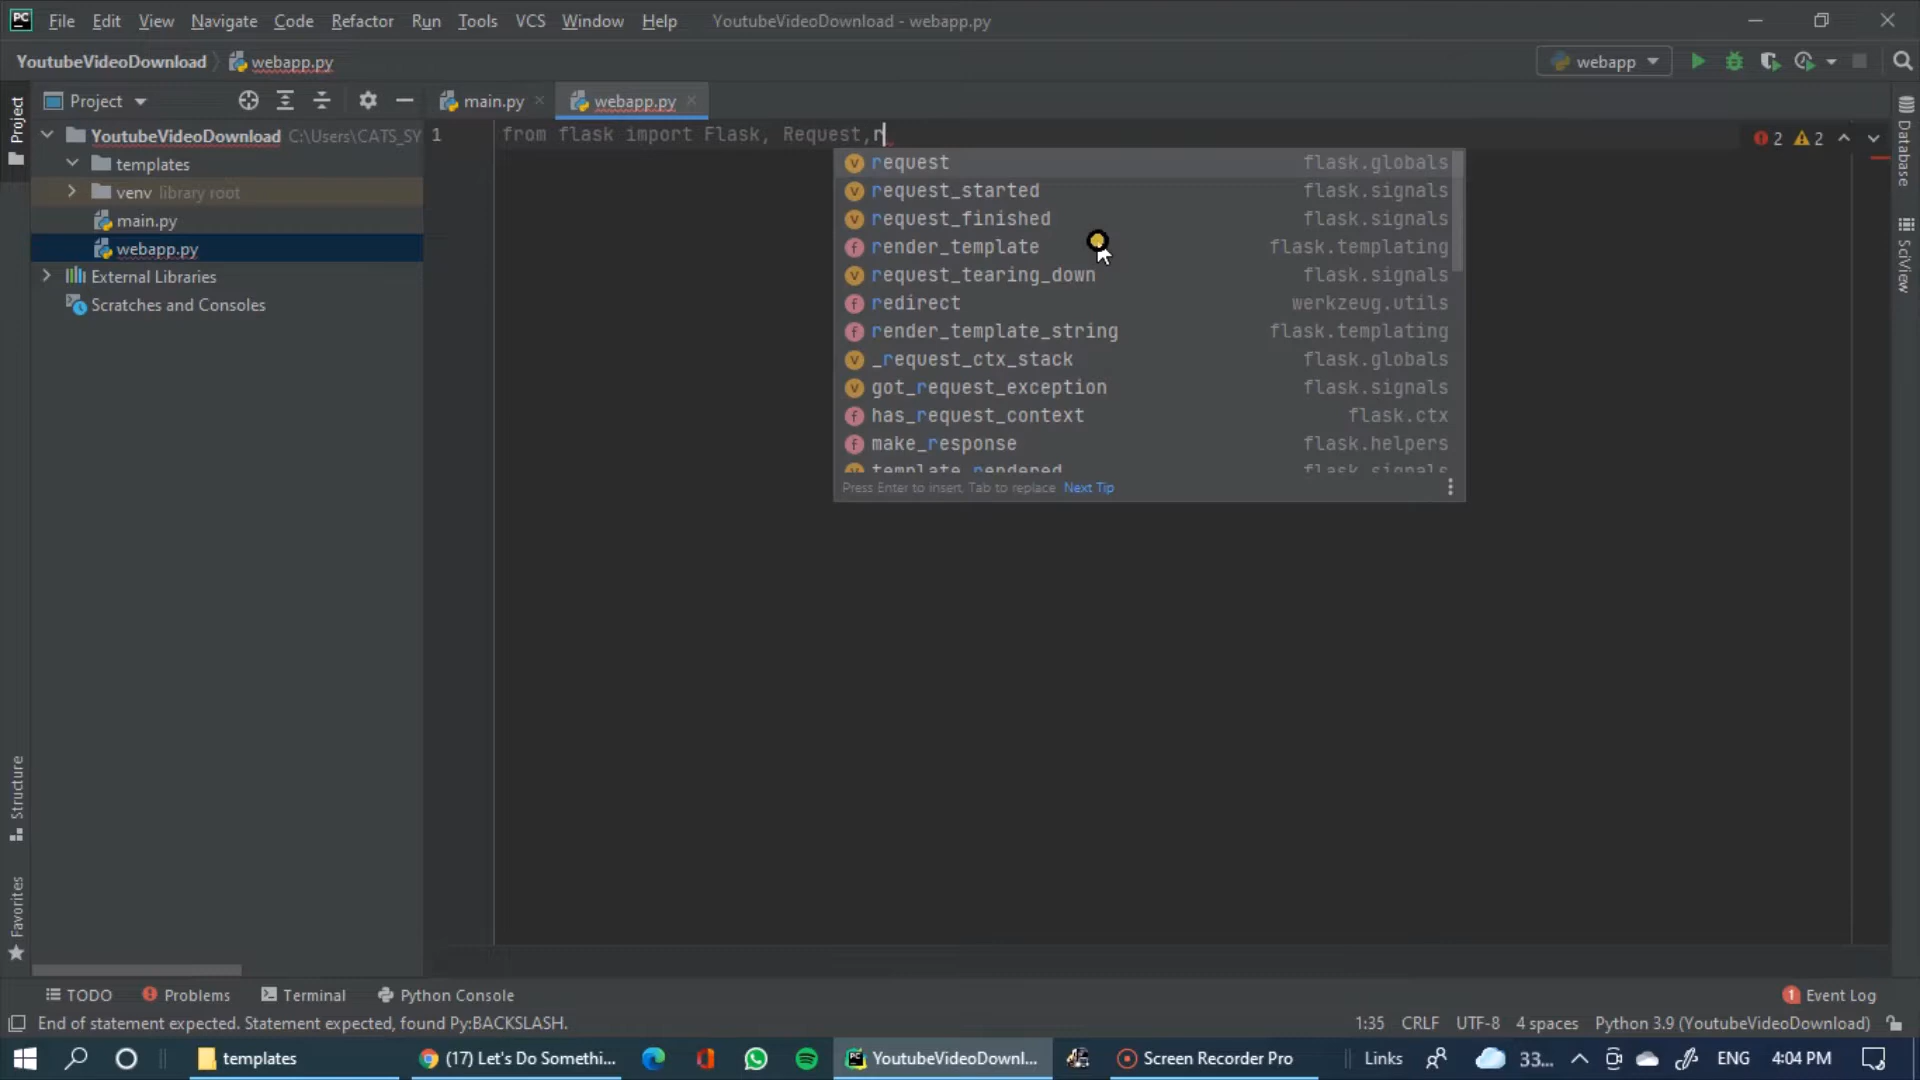 PC File Edit View Navigate Code Refactor Run Tools VCS Window Help YoutubeVideoDownload - webapp.py
YoutubeVideoDownload webapp.py webapp
Project Project main.py webapp.py
YoutubeVideoDownload C:\Users\CATS_SY
templates
venv library root
main.py
webapp.py
External Libraries
Scratches and Consoles
1 from flask import Flask, Request,r
2 2
request flask.globals
request_started flask.signals
request_finished flask.signals
render_template flask.templating
request_tearing_down flask.signals
redirect werkzeug.utils
render_template_string flask.templating
_request_ctx_stack flask.globals
got_request_exception flask.signals
has_request_context flask.ctx
make_response flask.helpers
template_rendered flask.signals
Press Enter to insert, Tab to replace Next Tip
Database
SciView
Structure
Favorites
TODO Problems Terminal Python Console 1 Event Log
End of statement expected. Statement expected, found Py:BACKSLASH. 1:35 CRLF UTF-8 4 spaces Python 3.9 (YoutubeVideoDownload)
templates (17) Let's Do Somethi... YoutubeVideoDownl... Screen Recorder Pro Links 33... ENG 4:04 PM